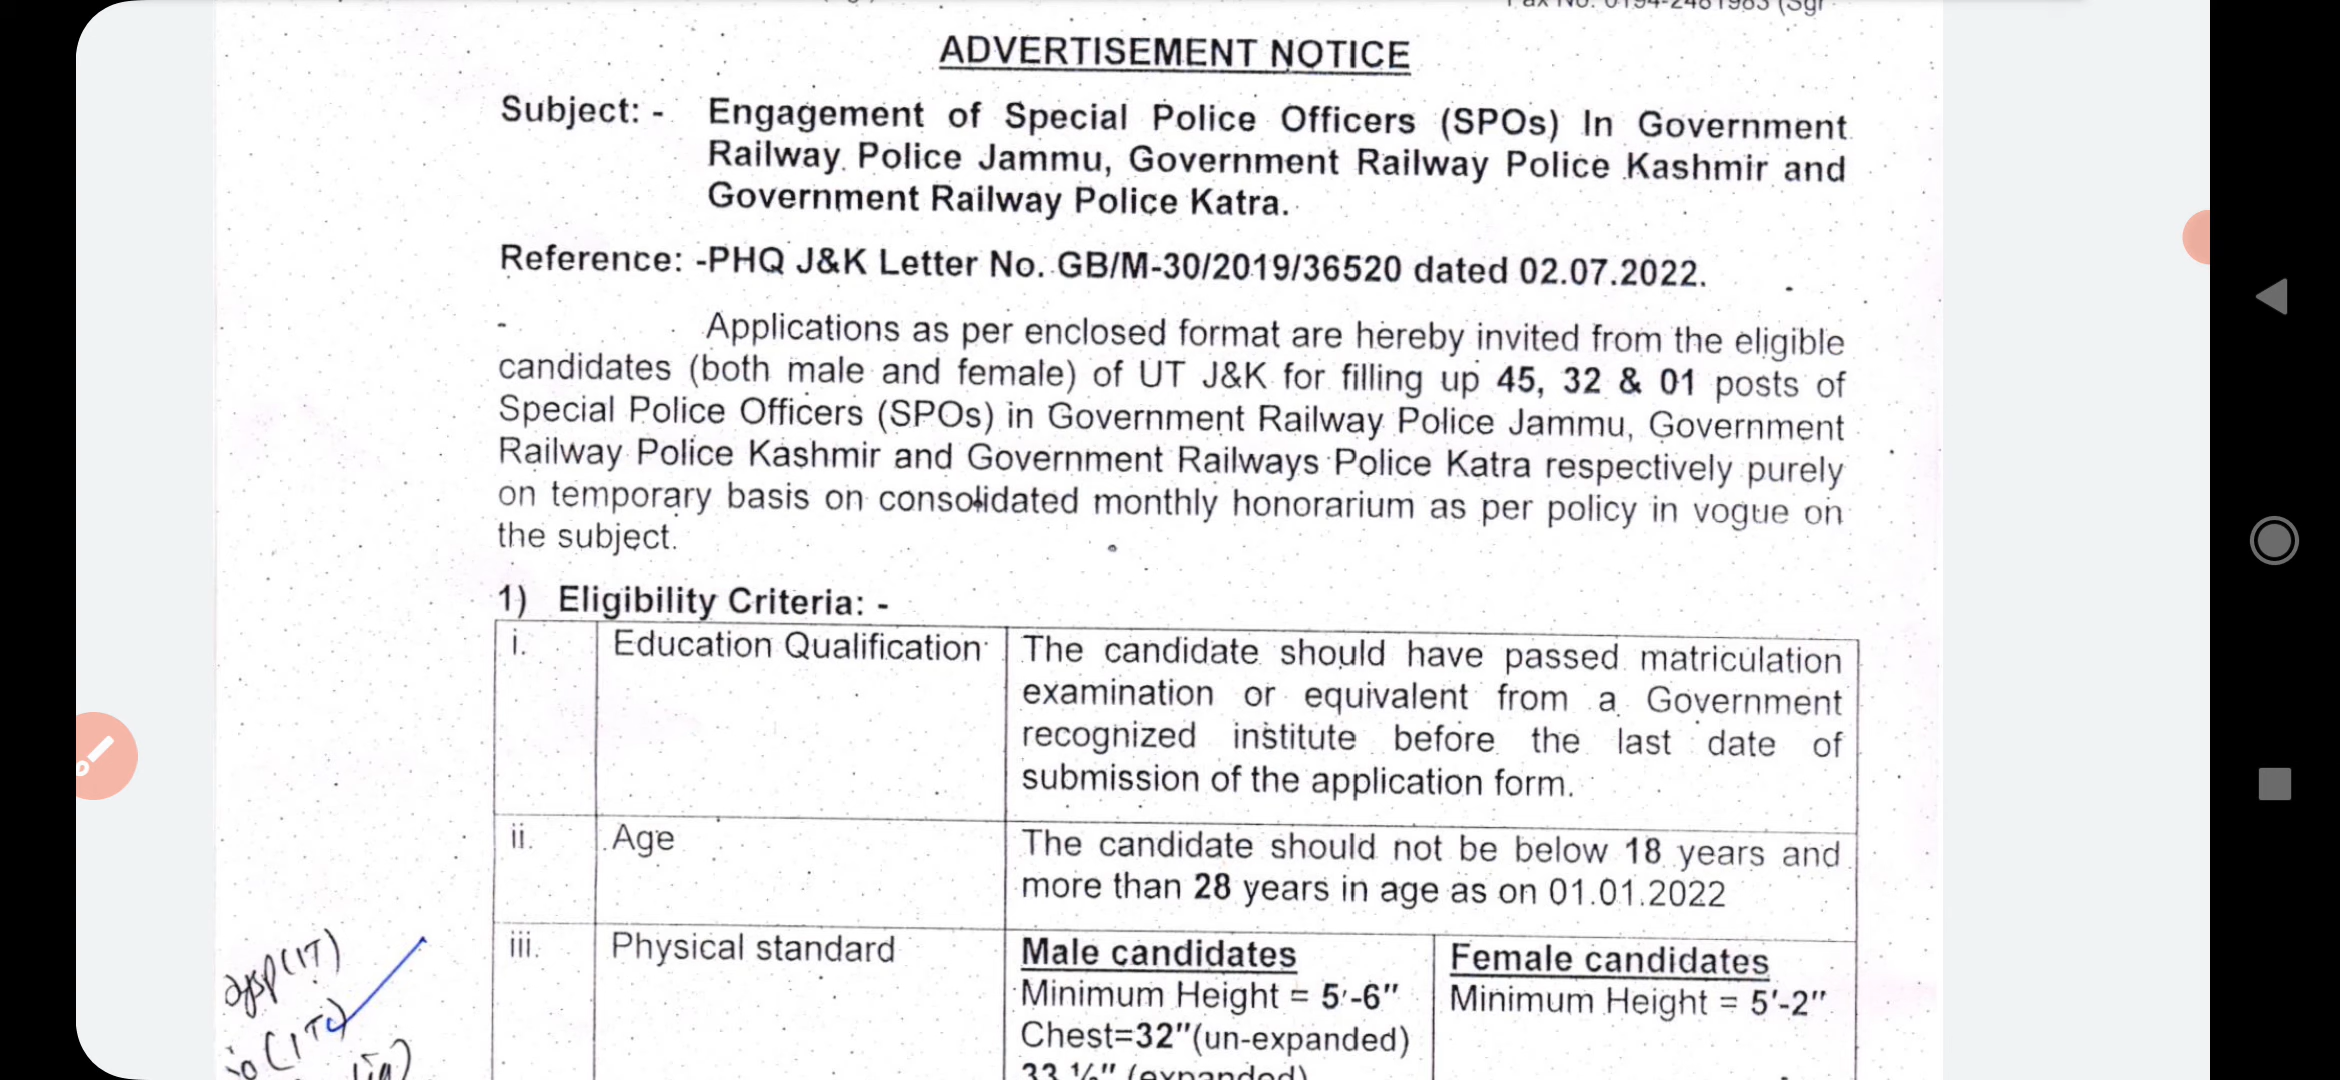 ADVERTISEMENT NOTICE
Subject: - Engagement of Special Police Officers (SPOs) In Government
Railway Police Jammu, Government Railway Police Kashmir and
Government Railway Police Katra.
Reference: -PHQ J&K Letter No. GB/M-30/2019/36520 dated 02.07.2022.
Applications as per enclosed format are hereby invited from the eligible
candidates (both male and female) of UT J&K for filling up 45, 32 & 01 posts of
Special Police Officers (SPOs) in Government Railway Police Jammu, Government
Railway Police Kashmir and Government Railways Police Katra respectively purely
on temporary basis on consolidated monthly honorarium as per policy in vogue on
the subject.
1) Eligibility Criteria: -
i. Education Qualification The candidate should have passed matriculation
examination or equivalent from a Government
recognized institute before the last date of
submission of the application form.
ii. Age The candidate should not be below 18 years and
more than 28 years in age as on 01.01.2022
iii. Physical standard Male candidates
Minimum Height = 5'-6"
Chest=32"(un-expanded)
33 ½" (expanded)
Female candidates
Minimum Height = 5'-2"